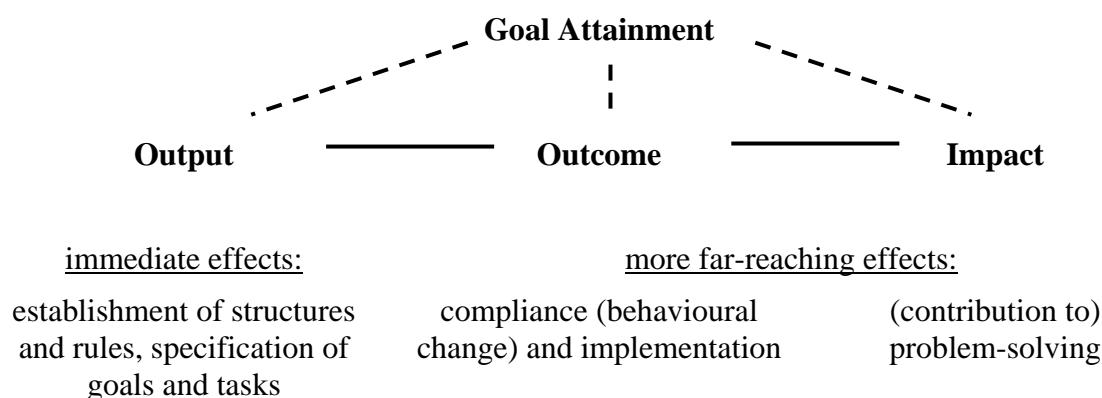 Goal Attainment
Output
Outcome
Impact
immediate effects:
establishment of structures
and rules, specification of
goals and tasks
more far-reaching effects:
compliance (behavioural
change) and implementation
(contribution to)
problem-solving